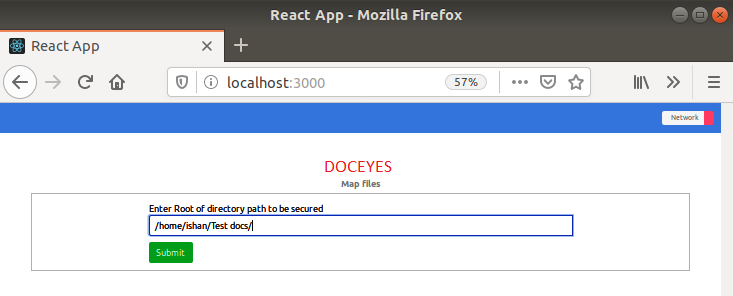 React App - Mozilla Firefox
React App
localhost:3000
57%
Network
DOCEYES
Map files
Enter Root of directory path to be secured
/home/ishan/Test docs/
Submit